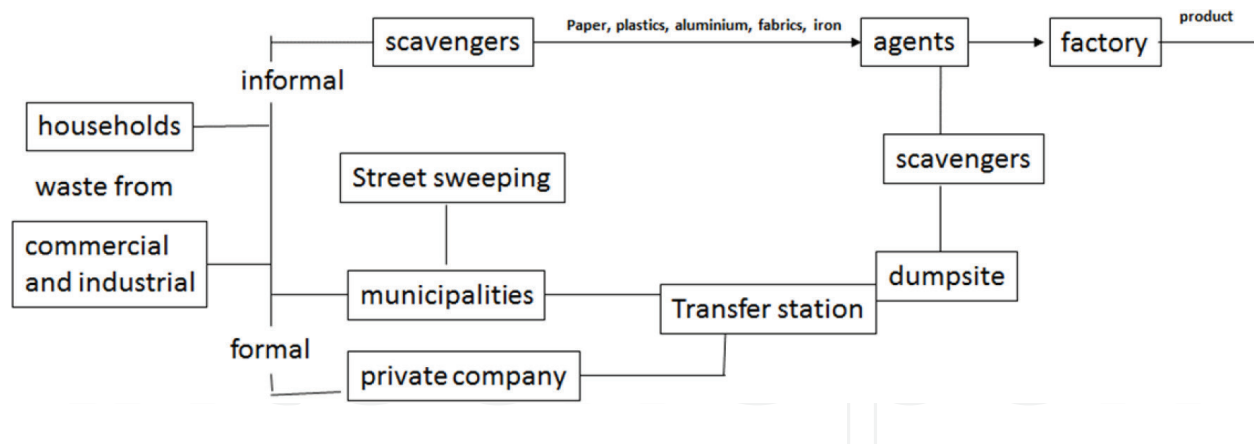 scavengers
Paper, plastics, aluminium, fabrics, iron
agents
factory
product
informal
households
scavengers
waste from
Street sweeping
commercial
and industrial
municipalities
Transfer station
dumpsite
formal
private company